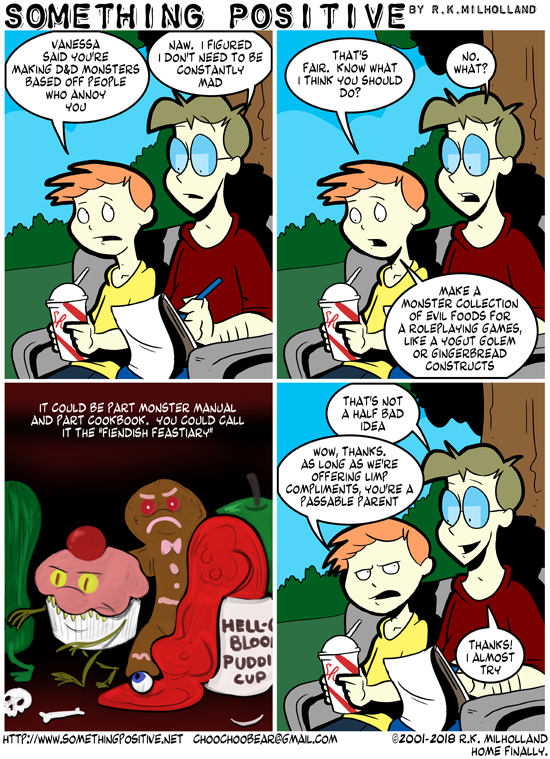 SOMETHING POSITIVE BY R.K.MILHOLLAND
VANESSA
SAID YOU'RE
MAKING D&D MONSTERS
BASED OFF PEOPLE
WHO ANNOY
YOU
NAW. I FIGURED
I DON'T NEED TO BE
CONSTANTLY
MAD
THAT'S
FAIR. KNOW WHAT
I THINK YOU SHOULD
DO?
NO.
WHAT?
MAKE A
MONSTER COLLECTION
OF EVIL FOODS FOR
A ROLEPLAYING GAMES,
LIKE A YOGUT GOLEM
OR GINGERBREAD
CONSTRUCTS
IT COULD BE PART MONSTER MANUAL
AND PART COOKBOOK. YOU COULD CALL
IT THE "FIENDISH FEASTIARY"
HELL-O
BLOO
PUDDI
CUP
THAT'S NOT
A HALF BAD
IDEA
WOW, THANKS.
AS LONG AS WE'RE
OFFERING LIMP
COMPLIMENTS, YOU'RE A
PASSABLE PARENT
THANKS!
I ALMOST
TRY
HTTP://WWW.SOMETHINGPOSITIVE.NET CHOOCHOOBEAR@GMAIL.COM ©2001-2018 R.K. MILHOLLAND
HOME FINALLY.